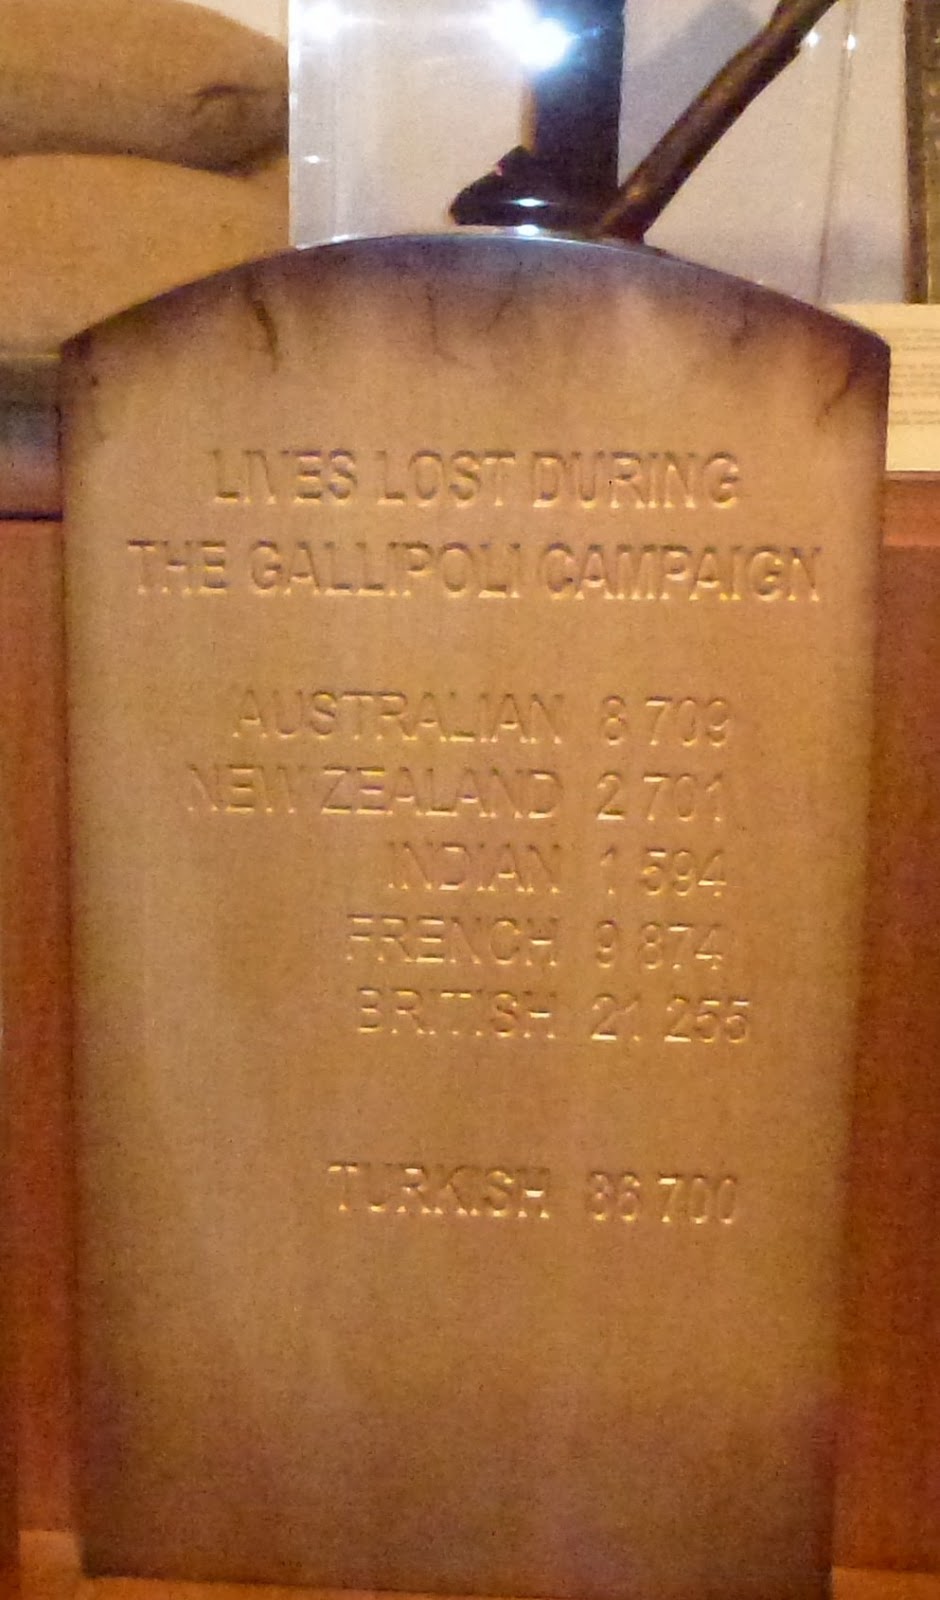 LIVES LOST DURING
THE GALLIPOLI CAMPAIGN
AUSTRALIAN 8 709
NEW ZEALAND 2 701
INDIAN 1 594
FRENCH 9 874
BRITISH 21 255
TURKISH 86 700